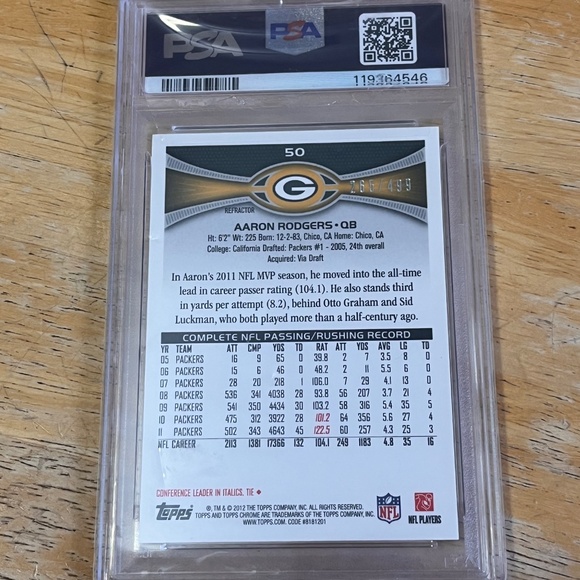 PSA PSA
119364546
50
G
/499
REFRACTOR
AARON RODGERS • QB
Ht: 6'2" Wt: 225 Born: 12-2-83, Chico, CA Home: Chico, CA
College: California Drafted: Packers #1 - 2005, 24th overall
Acquired: Via Draft
In Aaron's 2011 NFL MVP season, he moved into the all-time
lead in career passer rating (104.1). He also stands third
in yards per attempt (8.2), behind Otto Graham and Sid
Luckman, who both played more than a half-century ago.
COMPLETE NFL PASSING/RUSHING RECORD
YR TEAM ATT CMP YDS TD RAT ATT YDS AVG LG TD
05 PACKERS 16 9 65 0 39.8 2 7 3.5 8 0
06 PACKERS 15 6 46 0 48.2 2 11 5.5 6 0
07 PACKERS 28 20 218 1 106.0 7 29 4.1 13 0
08 PACKERS 536 341 4038 28 93.8 56 207 3.7 21 4
09 PACKERS 541 350 4434 30 103.2 58 316 5.4 35 5
10 PACKERS 475 312 3922 28 101.2 64 356 5.6 27 4
11 PACKERS 502 343 4643 45 122.5 60 257 4.3 25 3
NFL CAREER 2113 1381 17366 132 104.1 249 1183 4.8 35 16
CONFERENCE LEADER IN ITALICS. TIE ♦
Topps
®, TM & © 2012 THE TOPPS COMPANY, INC. ALL RIGHTS RESERVED.
TOPPS AND TOPPS CHROME ARE TRADEMARKS OF THE TOPPS COMPANY, INC.
WWW.TOPPS.COM. CODE #8181201
NFL
NFL PLAYERS